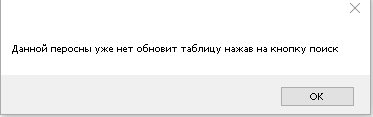 Данной перосны уже нет обновит таблицу нажав на кнопку поиск
OK